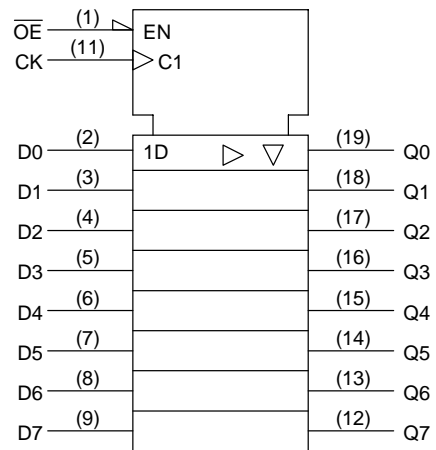 OE (1) EN
CK (11) C1
D0 (2) 1D (19) Q0
D1 (3) (18) Q1
D2 (4) (17) Q2
D3 (5) (16) Q3
D4 (6) (15) Q4
D5 (7) (14) Q5
D6 (8) (13) Q6
D7 (9) (12) Q7